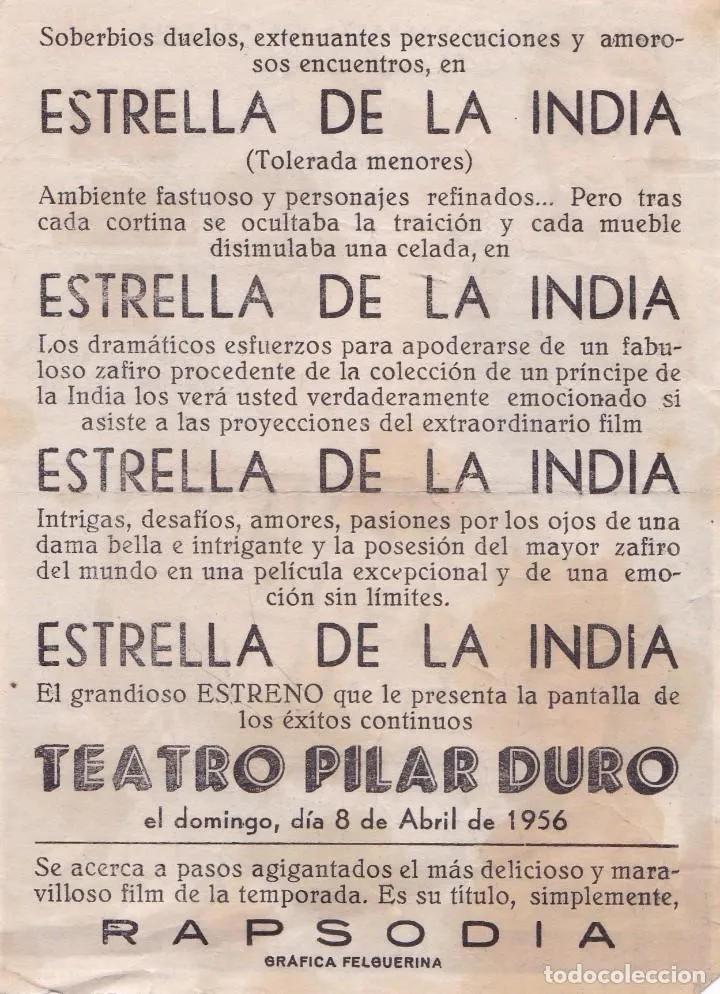 Soberbios duelos, extenuantes persecuciones y amoro-
sos encuentros, en
ESTRELLA DE LA INDIA
(Tolerada menores)
Ambiente fastuoso y personajes refinados... Pero tras
cada cortina se ocultaba la traición y cada mueble
disimulaba una celada, en
ESTRELLA DE LA INDIA
Los dramáticos esfuerzos para apoderarse de un fabu-
loso zafiro procedente de la colección de un príncipe de
la India los verá usted verdaderamente emocionado si
asiste a las proyecciones del extraordinario film
ESTRELLA DE LA INDIA
Intrigas, desafíos, amores, pasiones por los ojos de una
dama bella e intrigante y la posesión del mayor zafiro
del mundo en una película excepcional y de una emo-
ción sin límites.
ESTRELLA DE LA INDIA
El grandioso ESTRENO que le presenta la pantalla de
los éxitos continuos
TEATRO PILAR DURO
el domingo, día 8 de Abril de 1956
Se acerca a pasos agigantados el más delicioso y mara-
villoso film de la temporada. Es su título, simplemente,
RAPSODIA
GRÁFICA FELGUERINA
todocoleccion